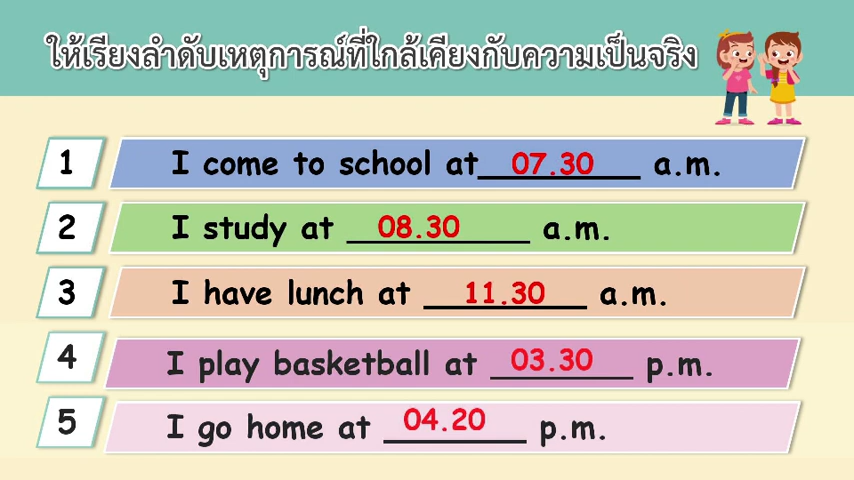 ให้เรียงลำดับเหตุการณ์ที่ใกล้เคียงกับความเป็นจริง
1 I come to school at 07.30 a.m.
2 I study at 08.30 a.m.
3 I have lunch at 11.30 a.m.
4 I play basketball at 03.30 p.m.
5 I go home at 04.20 p.m.